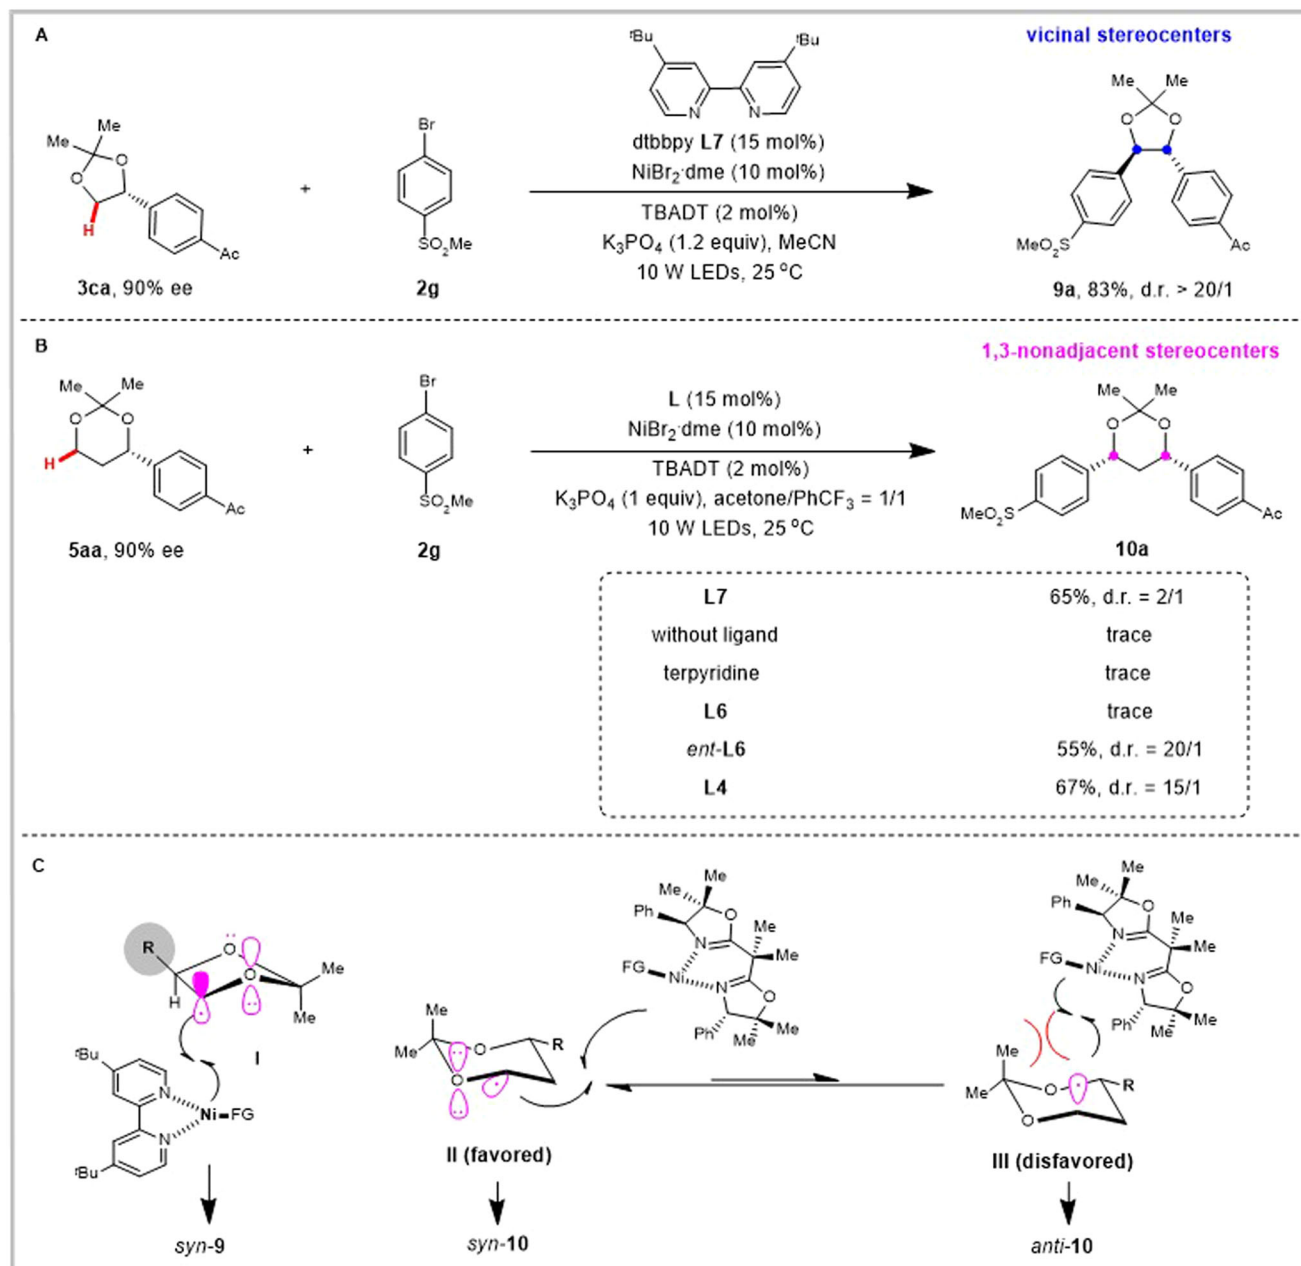 A
vicinal stereocenters
ᵗBu
ᵗBu
N
N
Me
Me
O
O
H
Ac
3ca, 90% ee
+
Br
SO₂Me
2g
dtbbpy L7 (15 mol%)
NiBr₂·dme (10 mol%)
TBADT (2 mol%)
K₃PO₄ (1.2 equiv), MeCN
10 W LEDs, 25 °C
Me
Me
O
O
MeO₂S
Ac
9a, 83%, d.r. > 20/1
B
1,3-nonadjacent stereocenters
Me
Me
O
O
H
Ac
5aa, 90% ee
+
Br
SO₂Me
2g
L (15 mol%)
NiBr₂·dme (10 mol%)
TBADT (2 mol%)
K₃PO₄ (1 equiv), acetone/PhCF₃ = 1/1
10 W LEDs, 25 °C
Me
Me
O
O
MeO₂S
Ac
10a
L7 65%, d.r. = 2/1
without ligand trace
terpyridine trace
L6 trace
ent-L6 55%, d.r. = 20/1
L4 67%, d.r. = 15/1
C
R
O
O
H
Me
Me
I
ᵗBu
N
N
Ni
FG
ᵗBu
syn-9
Me
Me
O
O
R
II (favored)
syn-10
Me
Me
Ph
O
N
Me
Me
FG
Ni
N
O
Ph
Me
Me
Me
Me
Ph
O
N
Me
Me
FG
Ni
N
O
Ph
Me
Me
Me
Me
O
O
R
III (disfavored)
anti-10